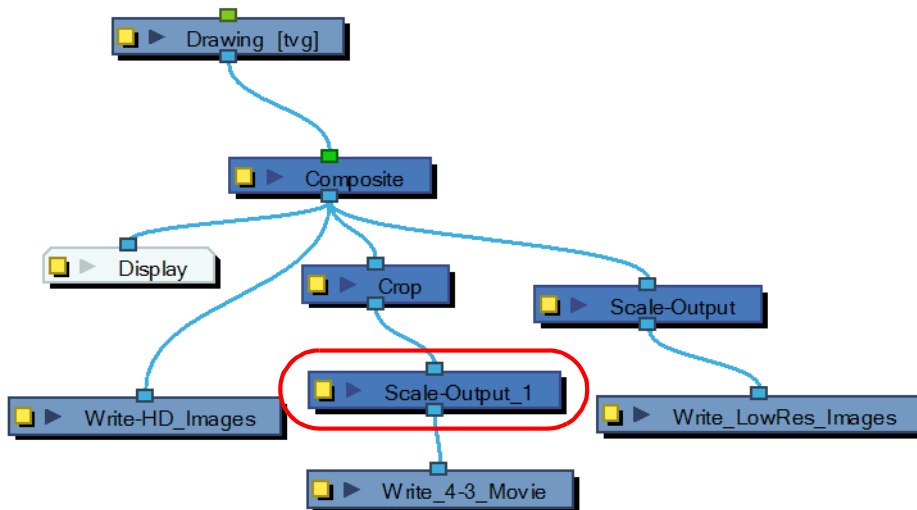 Drawing [tvg]
Composite
Display
Crop
Scale-Output
Scale-Output_1
Write-HD_Images
Write_LowRes_Images
Write_4-3_Movie